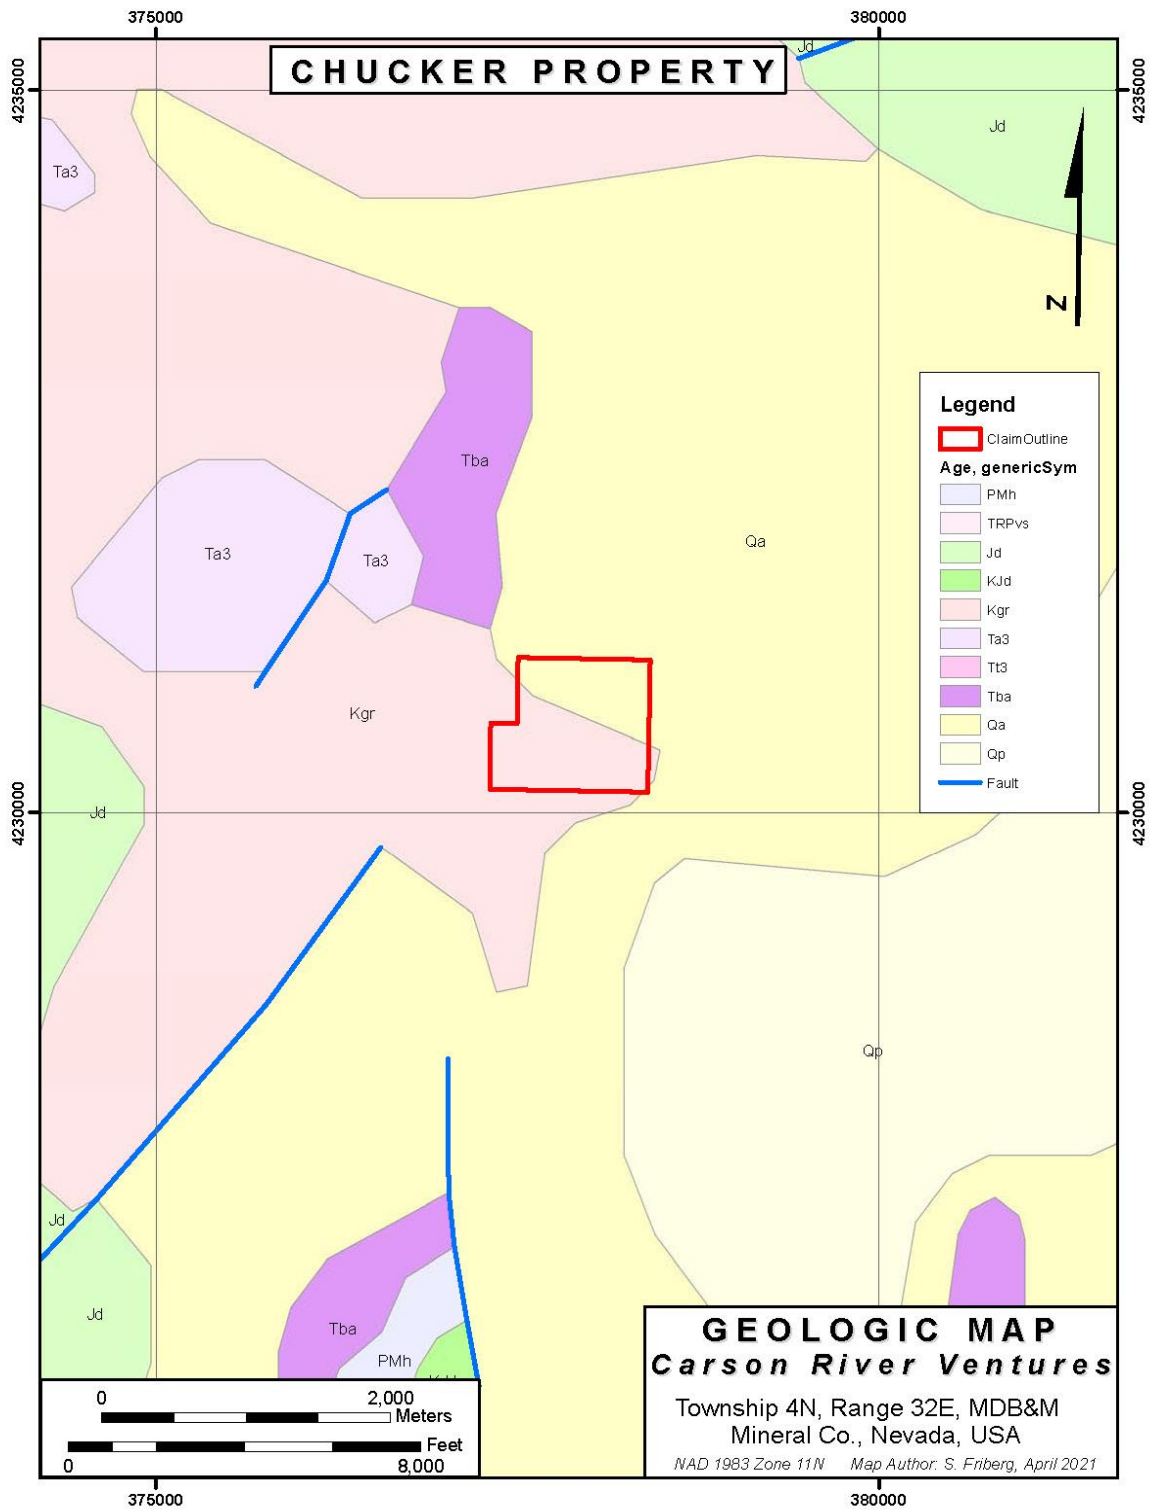 375000
380000
CHUCKER PROPERTY
4235000
4235000
Jd
Jd
Ta3
N
Legend
ClaimOutline
Age, genericSym
PMh
TRPvs
Jd
KJd
Kgr
Ta3
Tt3
Tba
Qa
Qp
Fault
Tba
Qa
Ta3
Ta3
Kgr
Jd
4230000
4230000
Qp
Jd
Jd
Tba
PMh
GEOLOGIC MAP
Carson River Ventures
Township 4N, Range 32E, MDB&M
Mineral Co., Nevada, USA
NAD 1983 Zone 11N Map Author: S. Friberg, April 2021
0 2,000
Meters
Feet
0 8,000
375000
380000